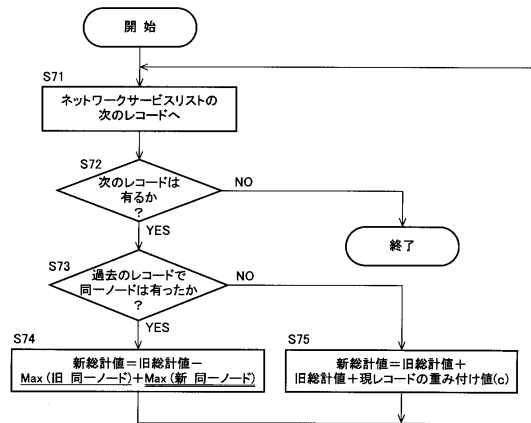 開 始
S71
ネットワークサービスリストの
次のレコードへ
S72
次のレコードは
有るか
?
NO
YES
終了
S73
過去のレコードで
同一ノードは有ったか
?
NO
YES
S74
新総計値=旧総計値−
Max(旧 同一ノード)+Max(新 同一ノード)
S75
新総計値=旧総計値+
旧総計値+現レコードの重み付け値(c)